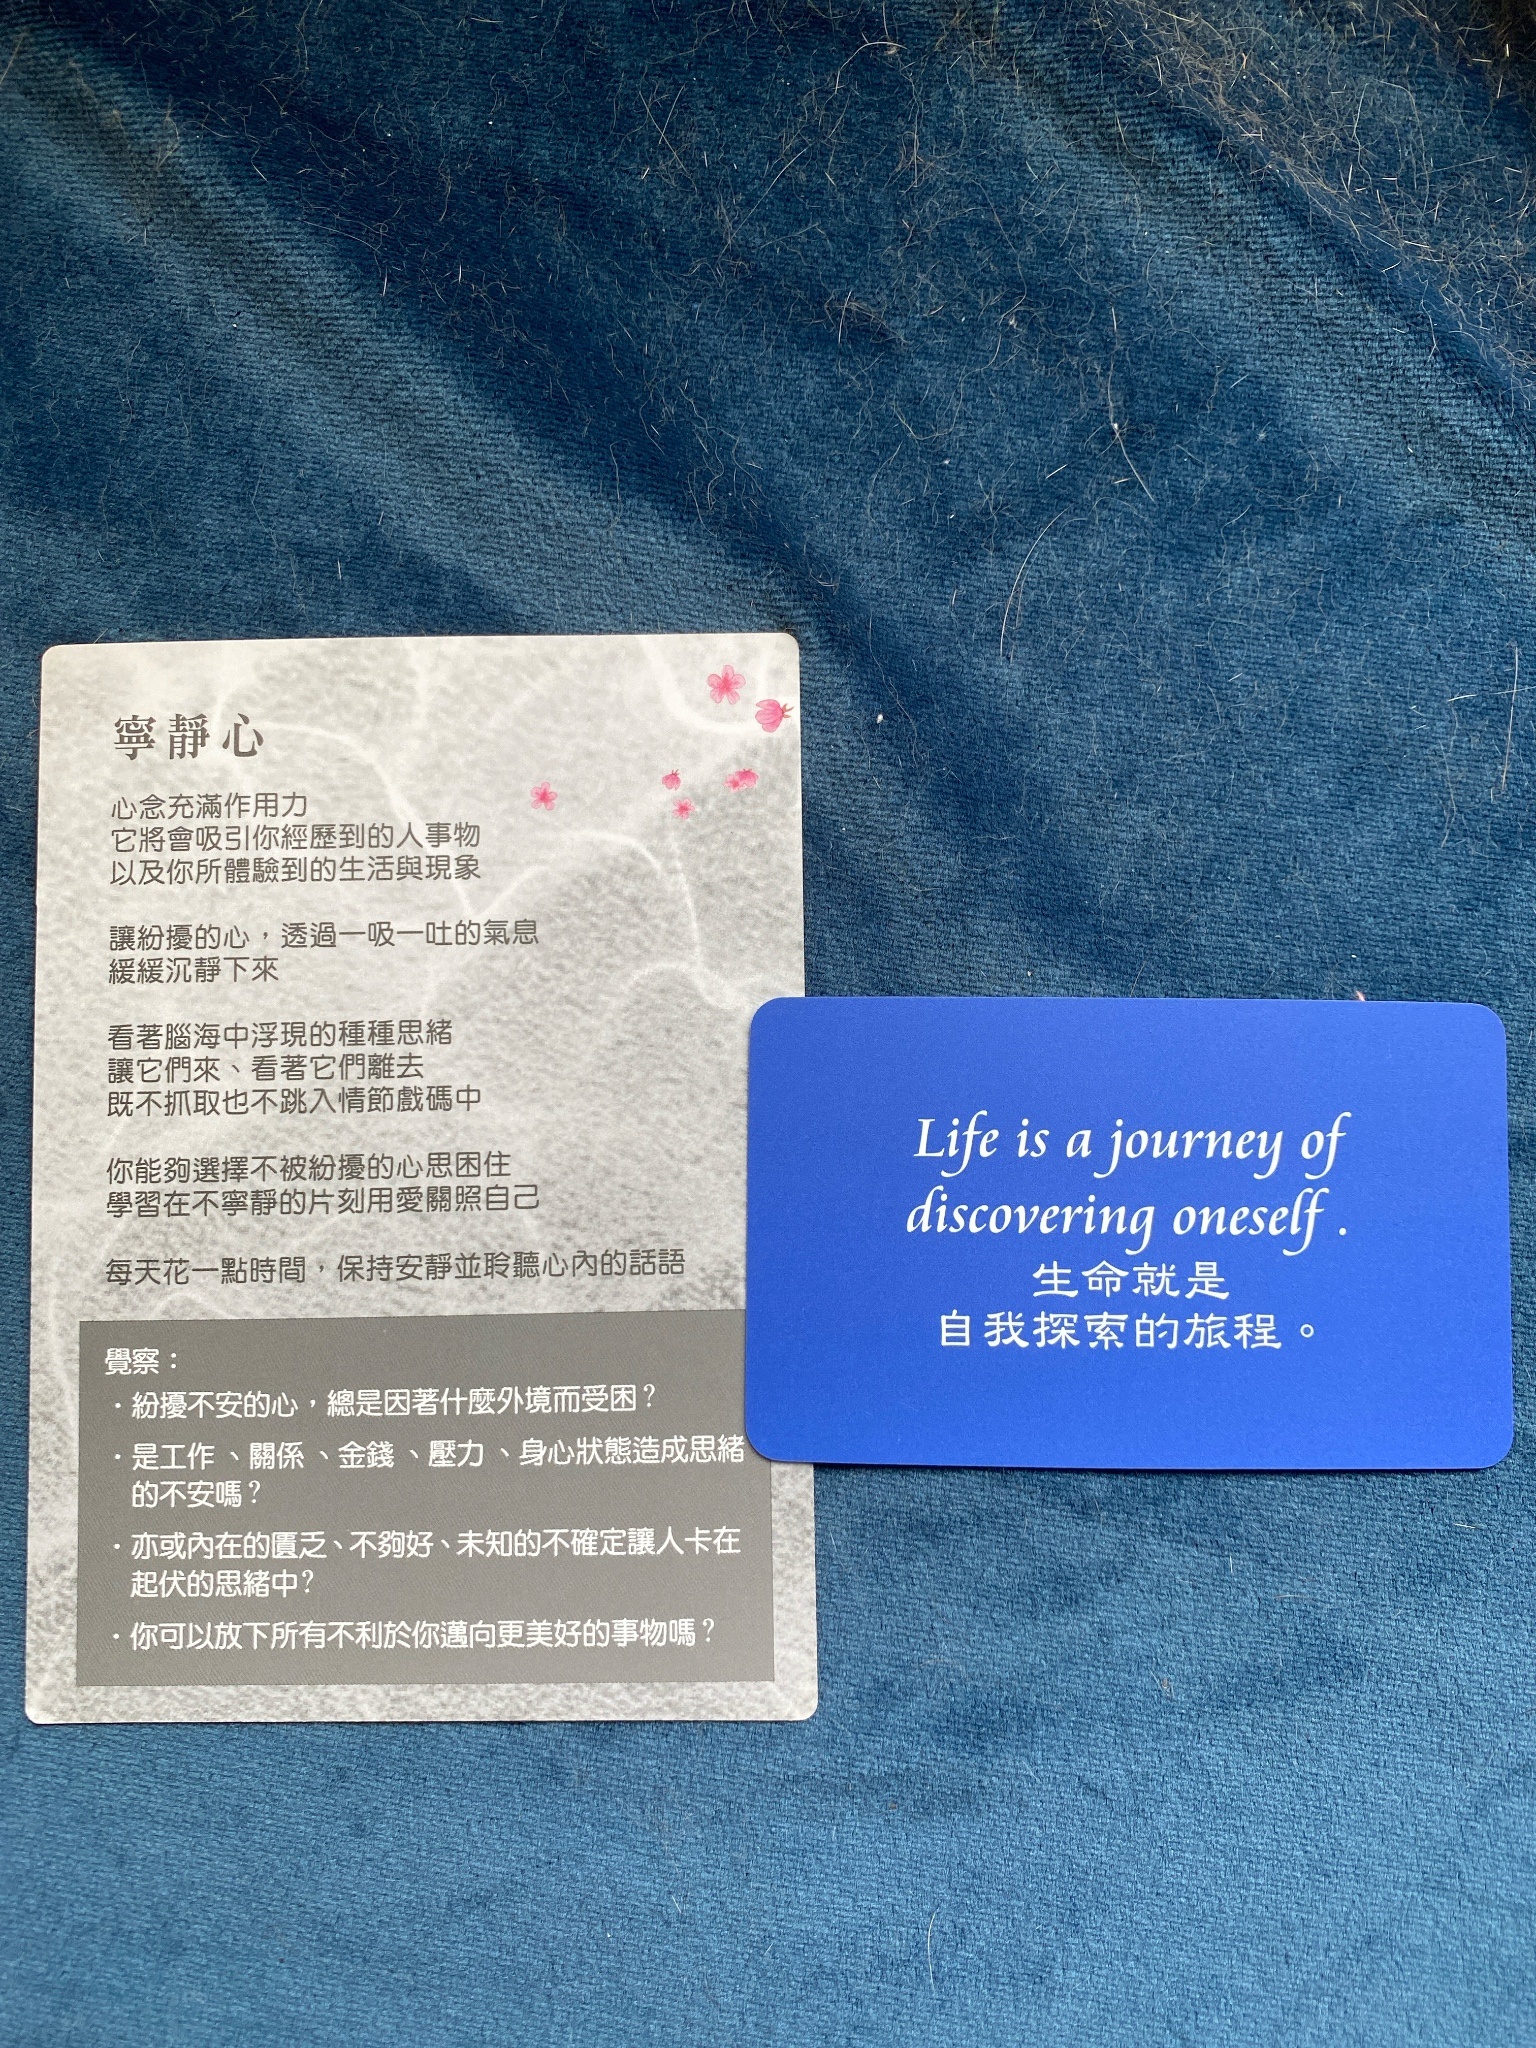 寧靜心
心念充滿作用力
它將會吸引你經歷到的人事物
以及你所體驗到的生活與現象
讓紛擾的心，透過一吸一吐的氣息
緩緩沉靜下來
看著腦海中浮現的種種思緒
讓它們來、看著它們離去
既不抓取也不跳入情節戲碼中
你能夠選擇不被紛擾的心思困住
學習在不寧靜的片刻用愛關照自己
每天花一點時間，保持安靜並聆聽心內的話語
覺察：
·紛擾不安的心，總是因著什麼外境而受困？
·是工作、關係、金錢、壓力、身心狀態造成思緒
的不安嗎？
·亦或內在的匱乏、不夠好、未知的不確定讓人卡在
起伏的思緒中？
·你可以放下所有不利於你邁向更美好的事物嗎？
Life is a journey of
discovering oneself .
生命就是
自我探索的旅程。